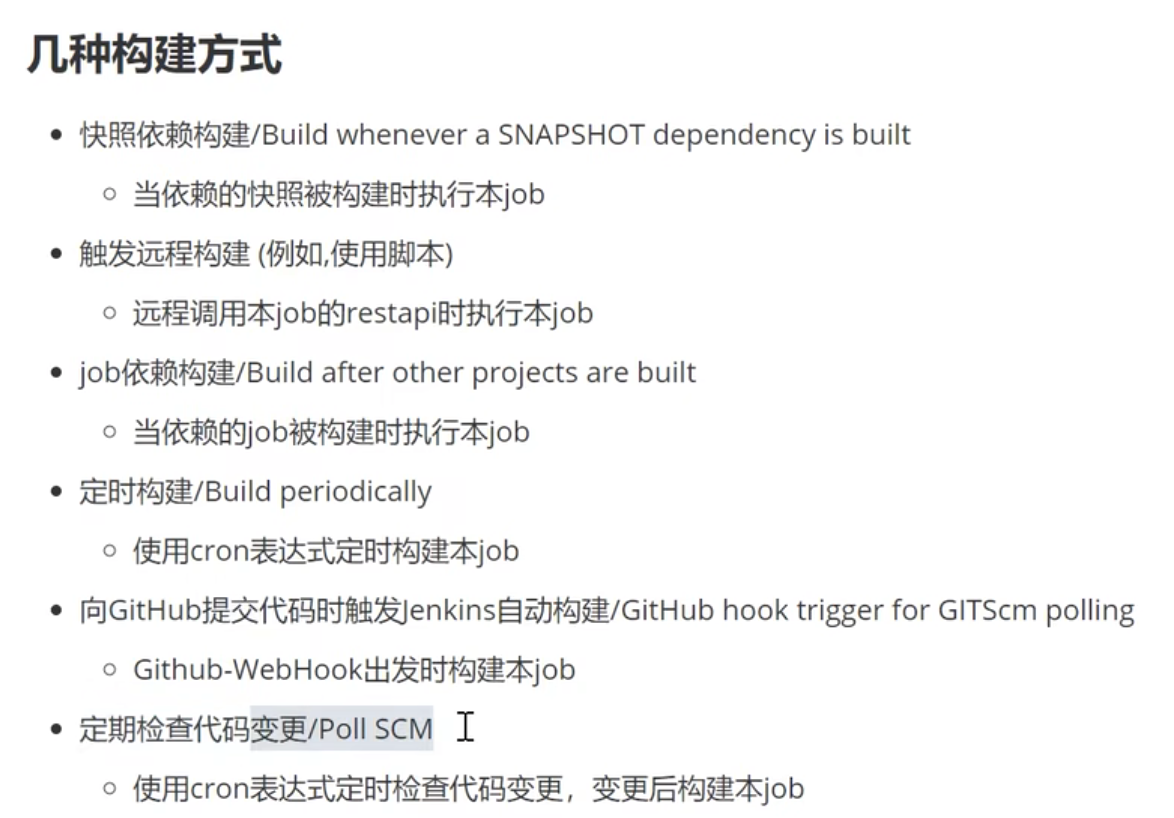 几种构建方式
快照依赖构建/Build whenever a SNAPSHOT dependency is built
当依赖的快照被构建时执行本job
触发远程构建 (例如,使用脚本)
远程调用本job的restapi时执行本job
job依赖构建/Build after other projects are built
当依赖的job被构建时执行本job
定时构建/Build periodically
使用cron表达式定时构建本job
向GitHub提交代码时触发Jenkins自动构建/GitHub hook trigger for GITScm polling
Github-WebHook出发时构建本job
定期检查代码变更/Poll SCM
使用cron表达式定时检查代码变更，变更后构建本job